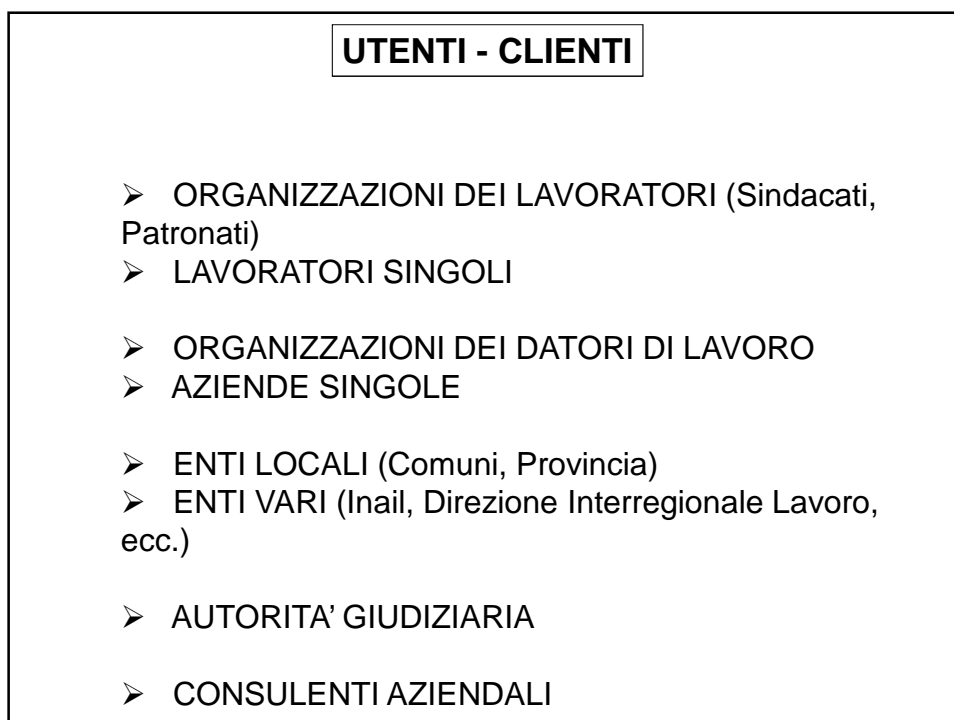 UTENTI - CLIENTI
➢ ORGANIZZAZIONI DEI LAVORATORI (Sindacati,
Patronati)
➢ LAVORATORI SINGOLI
➢ ORGANIZZAZIONI DEI DATORI DI LAVORO
➢ AZIENDE SINGOLE
➢ ENTI LOCALI (Comuni, Provincia)
➢ ENTI VARI (Inail, Direzione Interregionale Lavoro,
ecc.)
➢ AUTORITA’ GIUDIZIARIA
➢ CONSULENTI AZIENDALI